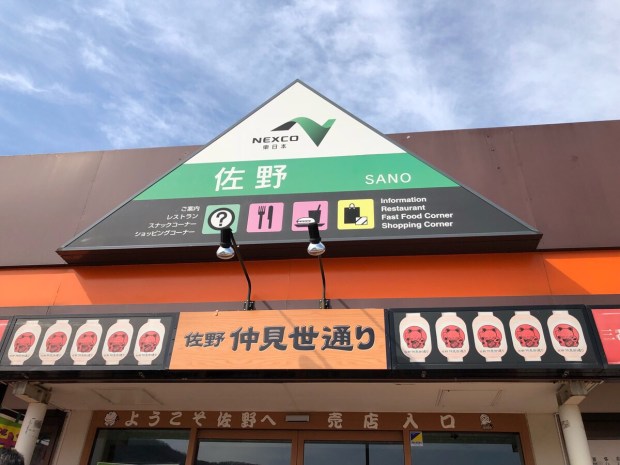 NEXCO
東日本
佐野 SANO
ご案内
レストラン
スナックコーナー
ショッピングコーナー
?
Information
Restaurant
Fast Food Corner
Shopping Corner
佐野 仲見世通り
ようこそ佐野へ 売店入口